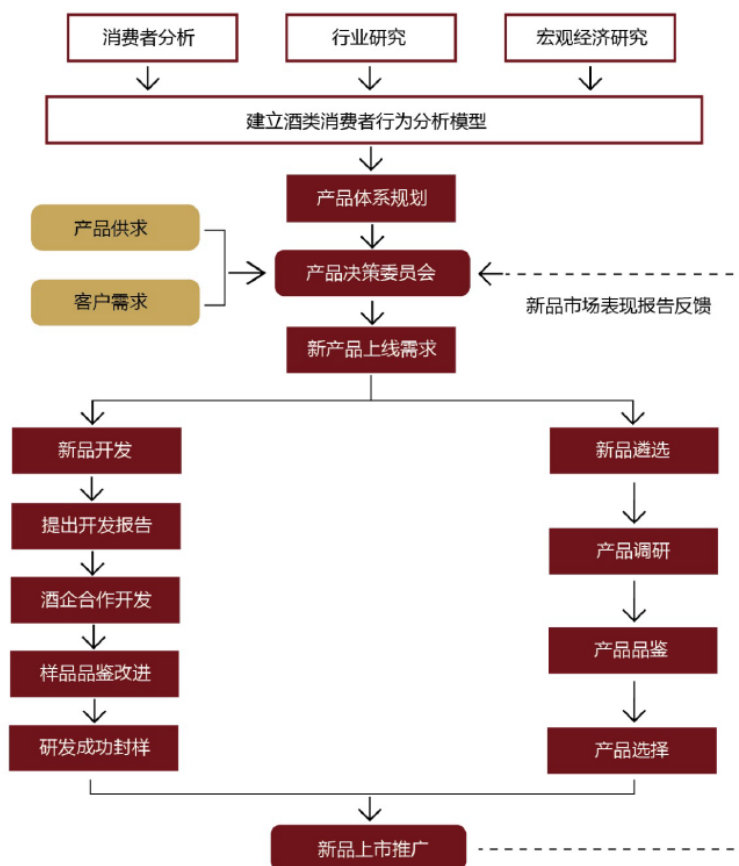 消费者分析
行业研究
宏观经济研究
建立酒类消费者行为分析模型
产品体系规划
产品供求
产品决策委员会
客户需求
新品市场表现报告反馈
新产品上线需求
新品开发
新品遴选
提出开发报告
产品调研
酒企合作开发
样品品鉴改进
产品品鉴
研发成功封样
产品选择
新品上市推广